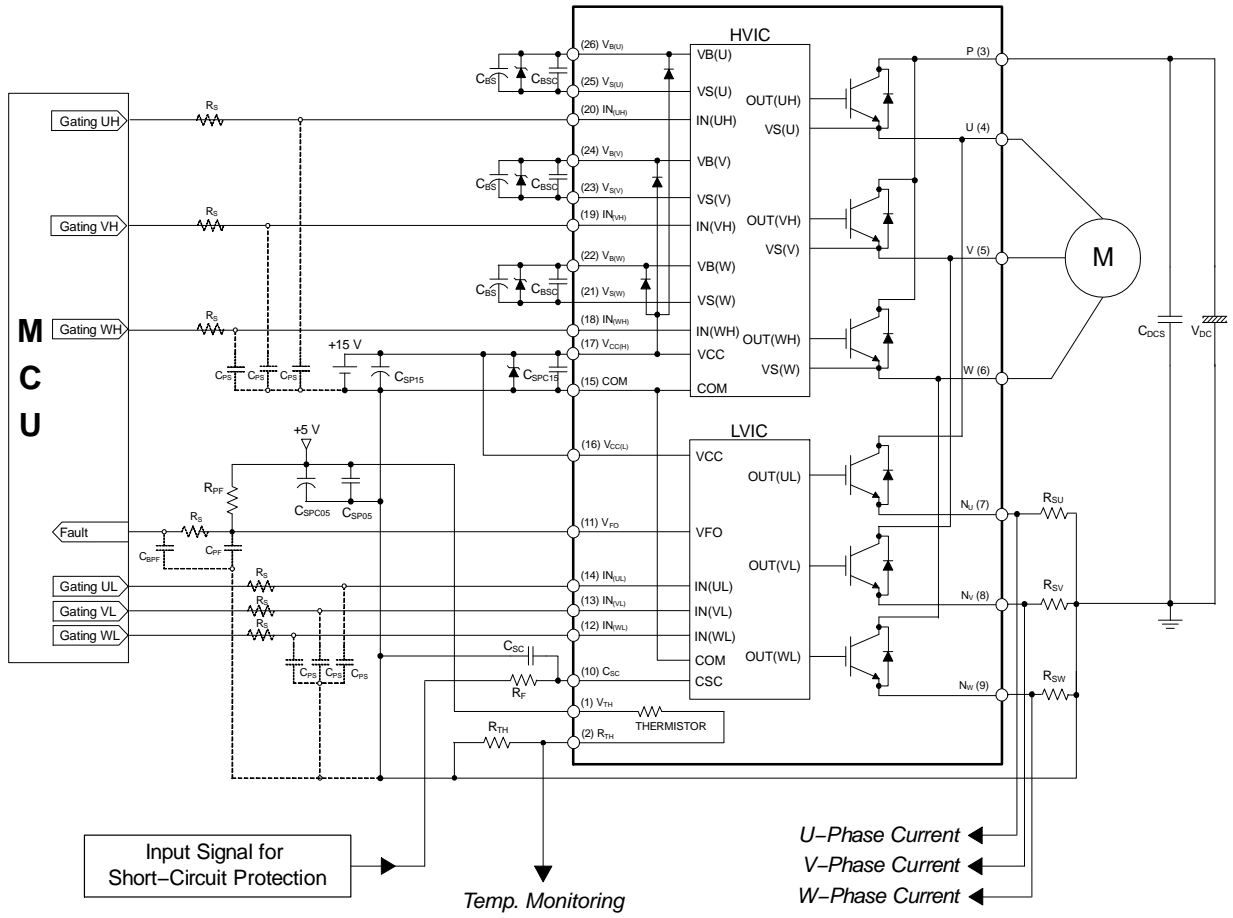 HVIC
(26) VB(U)
VB(U)
P (3)
CBS
CBSC
(25) VS(U)
VS(U)
OUT(UH)
RS
(20) IN(UH)
Gating UH
IN(UH)
VS(U)
U (4)
(24) VB(V)
VB(V)
CBS
CBSC
(23) VS(V)
VS(V)
RS
(19) IN(VH)
OUT(VH)
Gating VH
IN(VH)
VS(V)
V (5)
M
(22) VB(W)
VB(W)
CBS
CBSC
(21) VS(W)
VS(W)
RS
(18) IN(WH)
M
Gating WH
IN(WH)
OUT(WH)
CDCS
VDC
+15 V
(17) VCC(H)
VCC
C
CPS
CPS
CPS
CSP15
CSPC15
VS(W)
W (6)
(15) COM
COM
U
LVIC
+5 V
(16) VCC(L)
VCC
OUT(UL)
RPF
CSPC05
CSP05
NU (7)
RSU
RS
(11) VFO
Fault
VFO
CBPF
CPF
OUT(VL)
RS
(14) IN(UL)
Gating UL
IN(UL)
RSV
RS
(13) IN(VL)
NV (8)
Gating VL
IN(VL)
RS
(12) IN(WL)
Gating WL
IN(WL)
CSC
COM
OUT(WL)
CPS
CPS
CPS
(10) CSC
CSC
RSW
RF
NW (9)
(1) VTH
RTH
THERMISTOR
(2) RTH
Input Signal for
Short−Circuit Protection
Temp. Monitoring
U−Phase Current
V−Phase Current
W−Phase Current